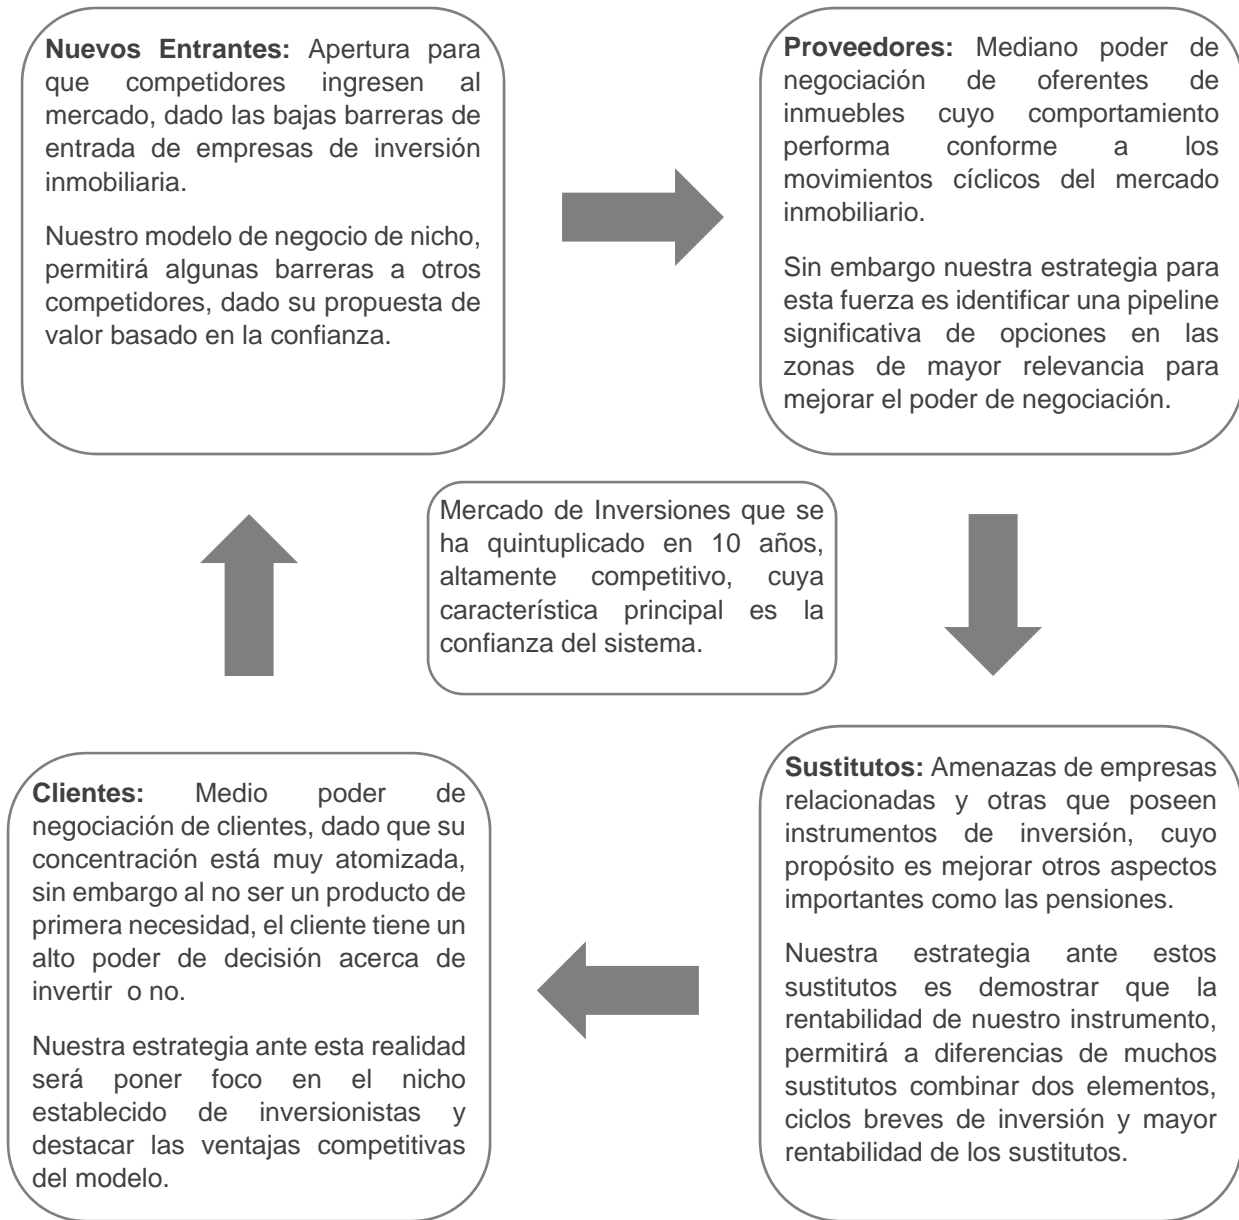 Nuevos Entrantes: Apertura para
que competidores ingresen al
mercado, dado las bajas barreras de
entrada de empresas de inversión
inmobiliaria.
Nuestro modelo de negocio de nicho,
permitirá algunas barreras a otros
competidores, dado su propuesta de
valor basado en la confianza.
Proveedores: Mediano poder de
negociación de oferentes de
inmuebles cuyo comportamiento
performa conforme a los
movimientos cíclicos del mercado
inmobiliario.
Sin embargo nuestra estrategia para
esta fuerza es identificar una pipeline
significativa de opciones en las
zonas de mayor relevancia para
mejorar el poder de negociación.
Mercado de Inversiones que se
ha quintuplicado en 10 años,
altamente competitivo, cuya
característica principal es la
confianza del sistema.
Clientes: Medio poder de
negociación de clientes, dado que su
concentración está muy atomizada,
sin embargo al no ser un producto de
primera necesidad, el cliente tiene un
alto poder de decisión acerca de
invertir o no.
Nuestra estrategia ante esta realidad
será poner foco en el nicho
establecido de inversionistas y
destacar las ventajas competitivas
del modelo.
Sustitutos: Amenazas de empresas
relacionadas y otras que poseen
instrumentos de inversión, cuyo
propósito es mejorar otros aspectos
importantes como las pensiones.
Nuestra estrategia ante estos
sustitutos es demostrar que la
rentabilidad de nuestro instrumento,
permitirá a diferencias de muchos
sustitutos combinar dos elementos,
ciclos breves de inversión y mayor
rentabilidad de los sustitutos.